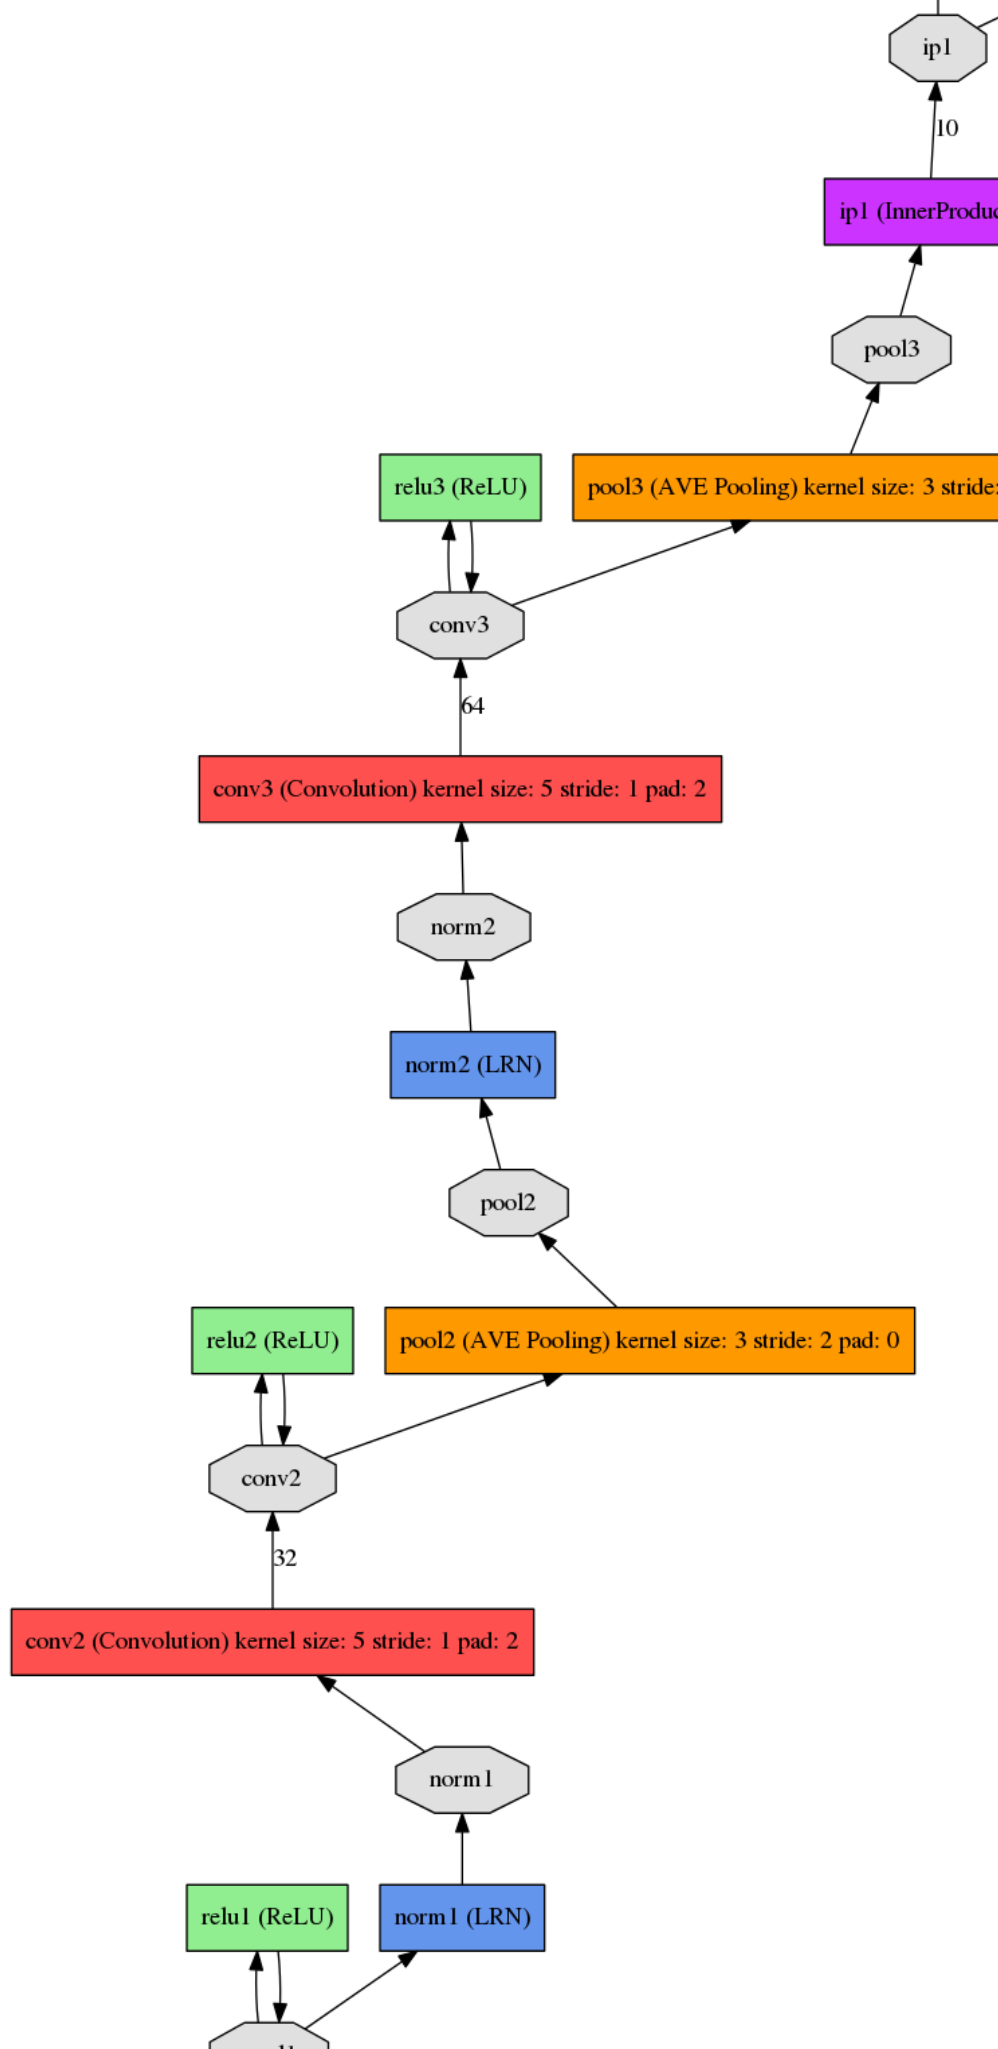 ip1
10
ip1 (InnerProduc
pool3
relu3 (ReLU)
pool3 (AVE Pooling) kernel size: 3 stride:
conv3
64
conv3 (Convolution) kernel size: 5 stride: 1 pad: 2
norm2
norm2 (LRN)
pool2
relu2 (ReLU)
pool2 (AVE Pooling) kernel size: 3 stride: 2 pad: 0
conv2
32
conv2 (Convolution) kernel size: 5 stride: 1 pad: 2
norm1
relu1 (ReLU)
norm1 (LRN)